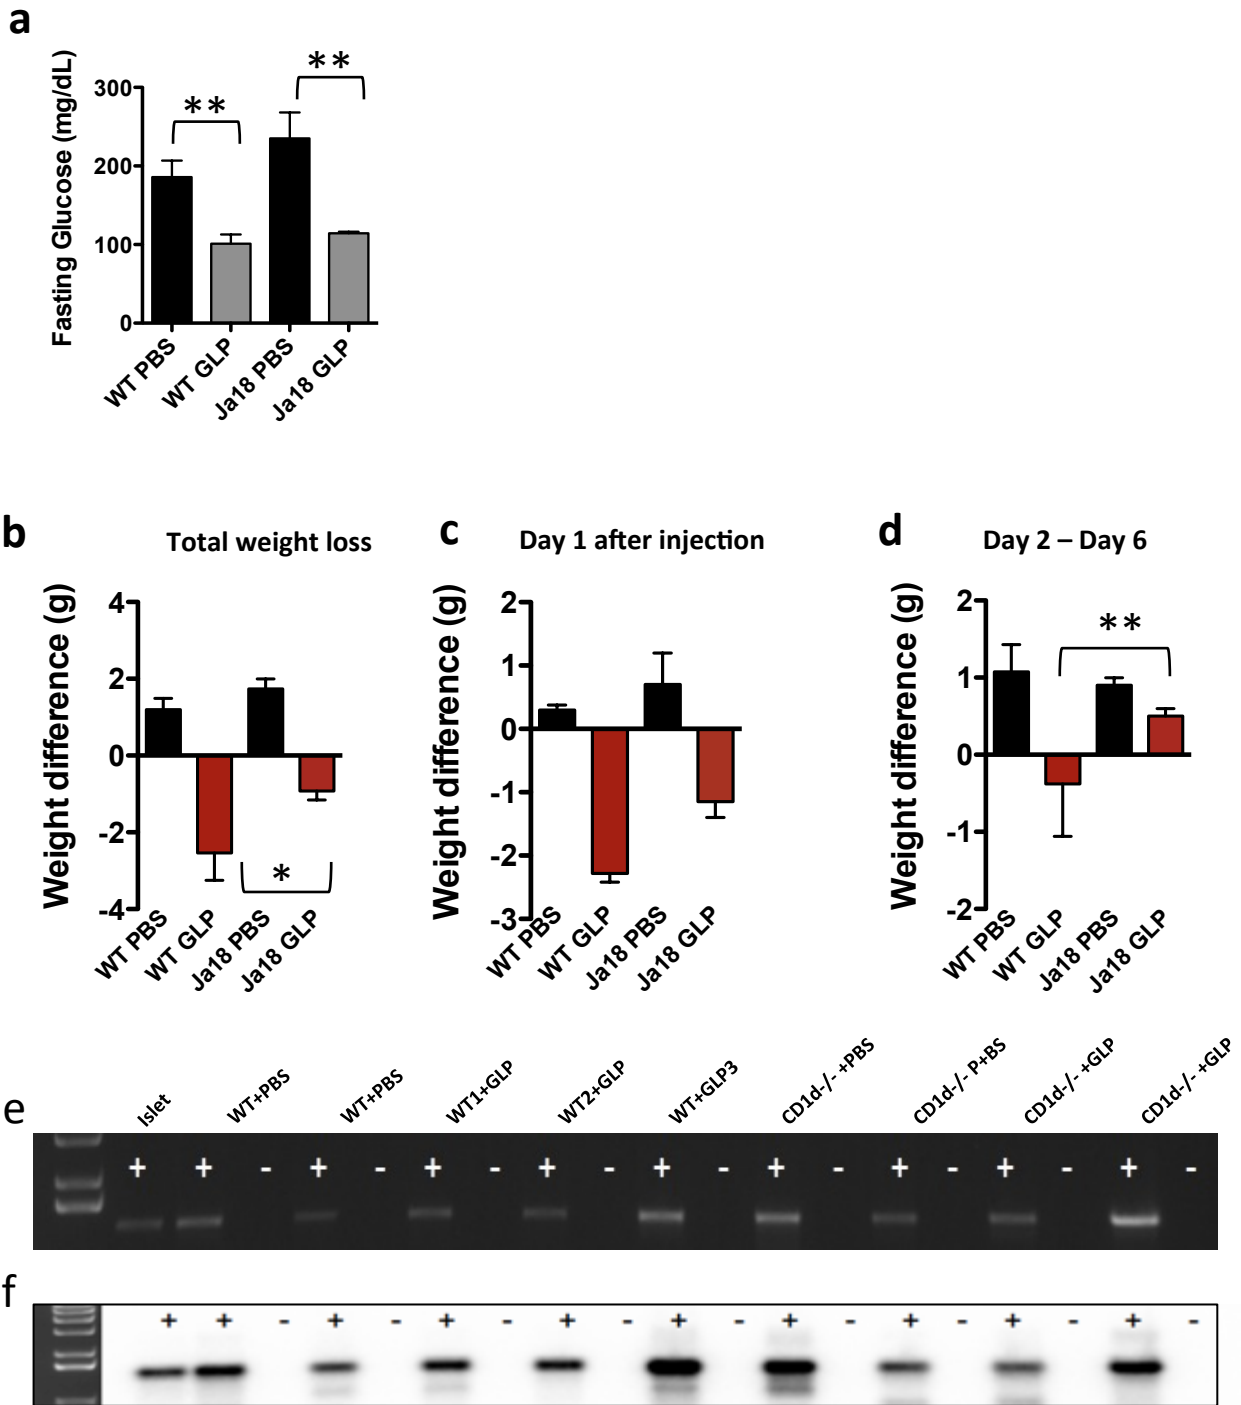 a
Fasting Glucose (mg/dL)
300
200
100
0
**
**
WT PBS
WT GLP
Ja18 PBS
Ja18 GLP
b
Total weight loss
Weight difference (g)
4
2
0
-2
-4
*
WT PBS
WT GLP
Ja18 PBS
Ja18 GLP
c
Day 1 after injection
Weight difference (g)
2
1
0
-1
-2
-3
WT PBS
WT GLP
Ja18 PBS
Ja18 GLP
d
Day 2 – Day 6
Weight difference (g)
2
1
0
-1
-2
**
WT PBS
WT GLP
Ja18 PBS
Ja18 GLP
e
Islet
WT+PBS
WT+PBS
WT1+GLP
WT2+GLP
WT+GLP3
CD1d-/- +PBS
CD1d-/- P+BS
CD1d-/- +GLP
CD1d-/- +GLP
+ + - + - + - + - + - + - + - + - + -
f
+ + - + - + - + - + - + - + - + - + -